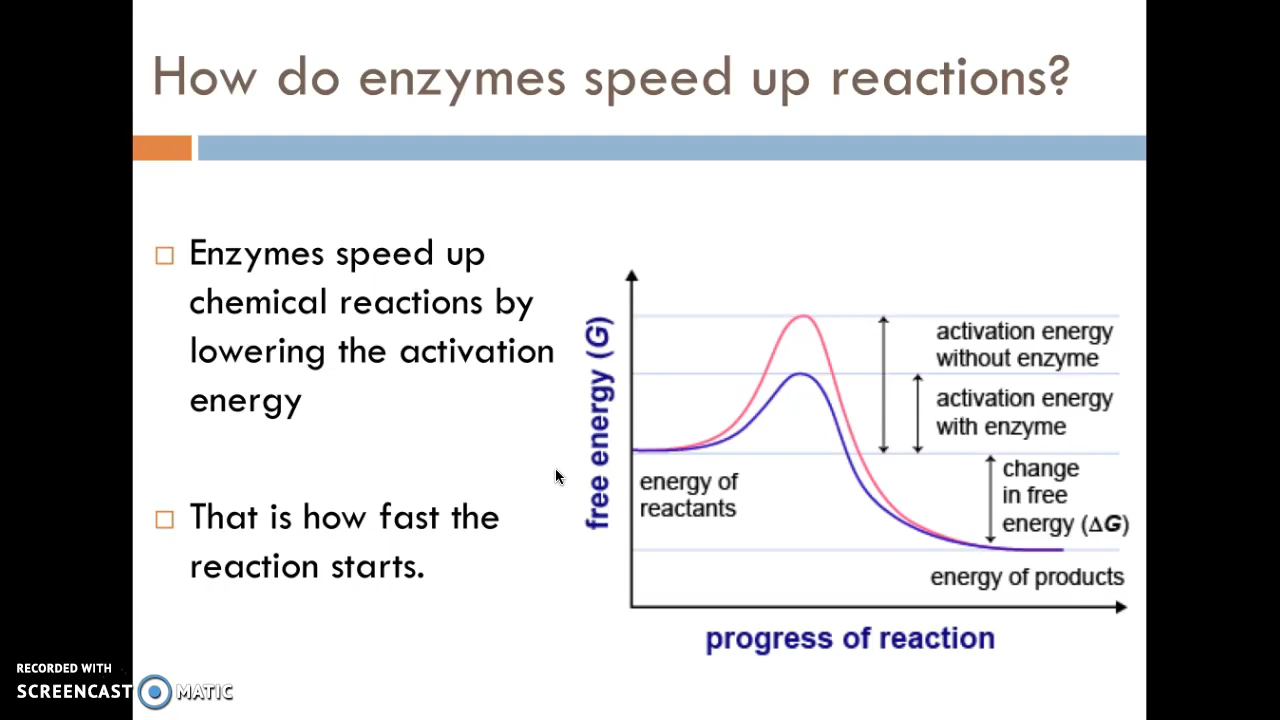 How do enzymes speed up reactions?
Enzymes speed up
chemical reactions by
lowering the activation
energy
That is how fast the
reaction starts.
free energy (G)
activation energy
without enzyme
activation energy
with enzyme
change
in free
energy (ΔG)
energy of
reactants
energy of products
progress of reaction
RECORDED WITH
SCREENCAST MATIC